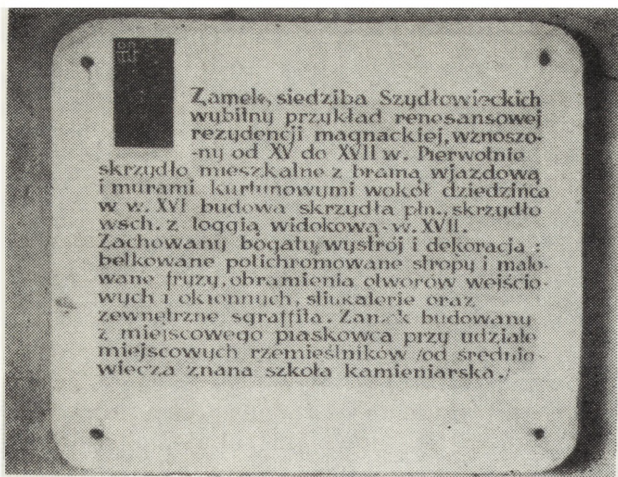 Zamek, siedziba Szydłowieckich
wybitny przykład renesansowej
rezydencji magnackiej, wznoszo-
-ny od XV do XVII w. Pierwotnie
skrzydło mieszkalne z bramą wjazdową
i murami kurtynowymi wokół dziedzińca
w w. XVI budowa skrzydła płn., skrzydło
wsch. z loggią widokową - w. XVII.
Zachowany bogaty wystrój i dekoracja :
belkowane polichromowane stropy i malo-
wane fryzy, obramienia otworów wejścio-
wych i okiennych, sztukaterie oraz
zewnętrzne sgraffita. Zamek budowany
z miejscowego piaskowca przy udziale
miejscowych rzemieślników /od średnio-
wiecza znana szkoła kamieniarska./